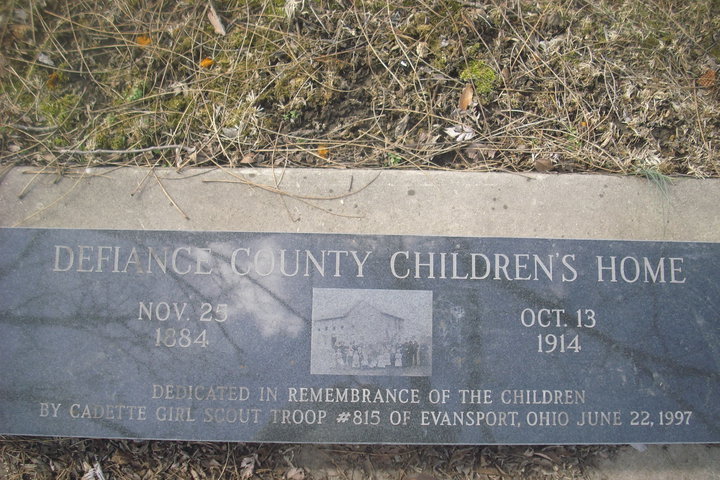 DEFIANCE COUNTY CHILDREN'S HOME
NOV. 25
1884
OCT. 13
1914
DEDICATED IN REMEMBRANCE OF THE CHILDREN
BY CADETTE GIRL SCOUT TROOP #815 OF EVANSPORT, OHIO JUNE 22, 1997